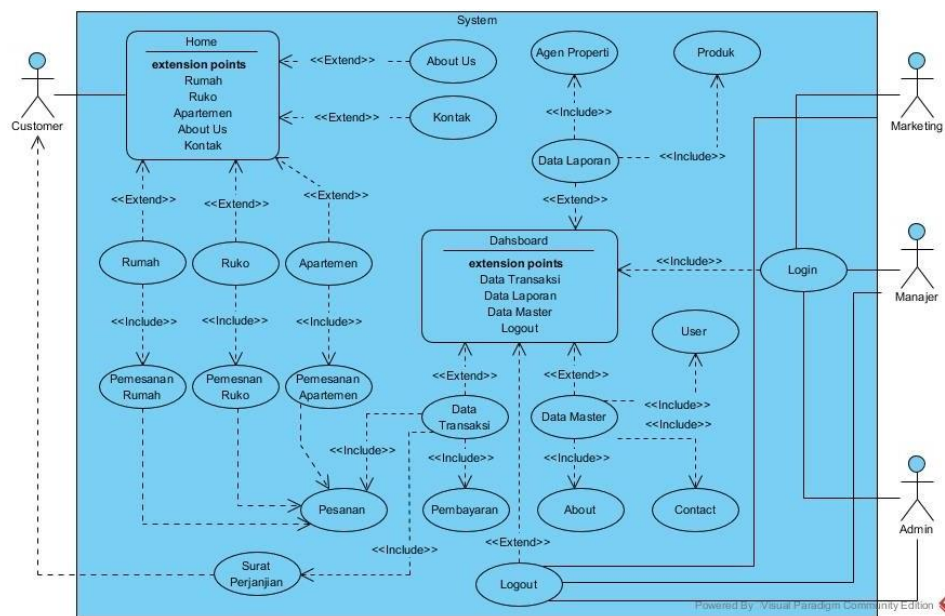 System
Home
extension points
Rumah
Ruko
Apartemen
About Us
Kontak
<<Extend>>
About Us
<<Extend>>
Kontak
Agen Properti
Produk
<<Include>>
Data Laporan
<<Include>>
Customer
Marketing
<<Extend>>
<<Extend>>
<<Extend>>
<<Extend>>
Rumah
Ruko
Apartemen
Dahsboard
extension points
Data Transaksi
Data Laporan
Data Master
Logout
<<Include>>
Login
Manajer
<<Include>>
<<Include>>
<<Include>>
User
Pemesanan
Rumah
Pemesnan
Ruko
Pemesanan
Apartemen
<<Extend>>
<<Extend>>
Data
Transaksi
Data Master
<<Include>>
<<Include>>
<<Include>>
<<Include>>
<<Include>>
Pesanan
Pembayaran
About
Contact
Admin
<<Include>>
<<Extend>>
Surat
Perjanjian
Logout
Powered By Visual Paradigm Community Edition